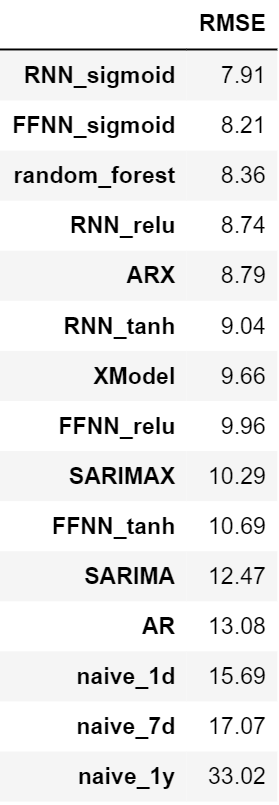 RMSE
RNN_sigmoid 7.91
FFNN_sigmoid 8.21
random_forest 8.36
RNN_relu 8.74
ARX 8.79
RNN_tanh 9.04
XModel 9.66
FFNN_relu 9.96
SARIMAX 10.29
FFNN_tanh 10.69
SARIMA 12.47
AR 13.08
naive_1d 15.69
naive_7d 17.07
naive_1y 33.02